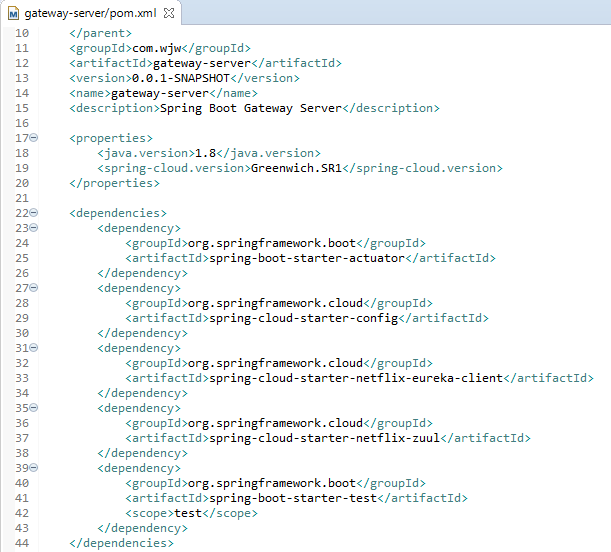 gateway-server/pom.xml
10 </parent>
11 <groupId>com.wjw</groupId>
12 <artifactId>gateway-server</artifactId>
13 <version>0.0.1-SNAPSHOT</version>
14 <name>gateway-server</name>
15 <description>Spring Boot Gateway Server</description>
16
17 <properties>
18 <java.version>1.8</java.version>
19 <spring-cloud.version>Greenwich.SR1</spring-cloud.version>
20 </properties>
21
22 <dependencies>
23 <dependency>
24 <groupId>org.springframework.boot</groupId>
25 <artifactId>spring-boot-starter-actuator</artifactId>
26 </dependency>
27 <dependency>
28 <groupId>org.springframework.cloud</groupId>
29 <artifactId>spring-cloud-starter-config</artifactId>
30 </dependency>
31 <dependency>
32 <groupId>org.springframework.cloud</groupId>
33 <artifactId>spring-cloud-starter-netflix-eureka-client</artifactId>
34 </dependency>
35 <dependency>
36 <groupId>org.springframework.cloud</groupId>
37 <artifactId>spring-cloud-starter-netflix-zuul</artifactId>
38 </dependency>
39 <dependency>
40 <groupId>org.springframework.boot</groupId>
41 <artifactId>spring-boot-starter-test</artifactId>
42 <scope>test</scope>
43 </dependency>
44 </dependencies>